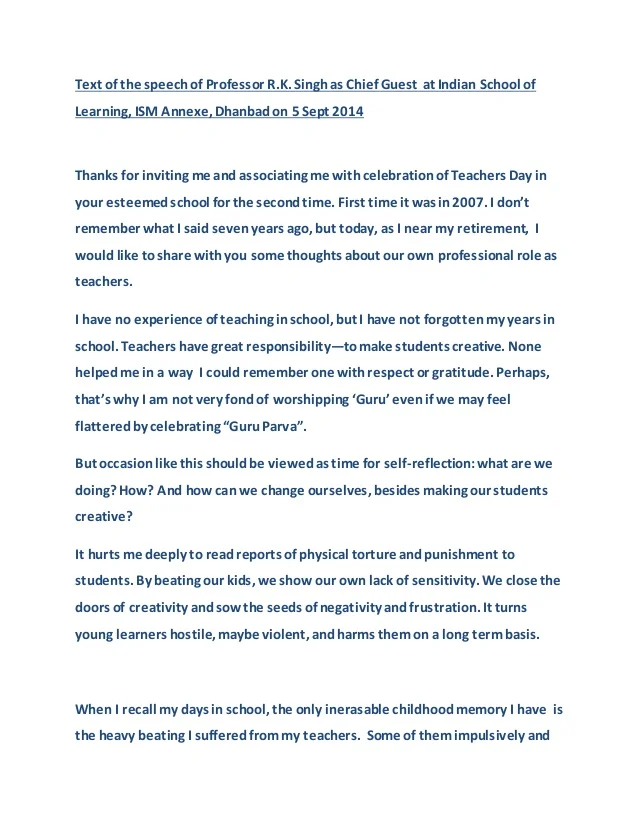 Text of the speech of Professor R.K. Singh as Chief Guest at Indian School of
Learning, ISM Annexe, Dhanbad on 5 Sept 2014
Thanks for inviting me and associating me with celebration of Teachers Day in
your esteemed school for the second time. First time it was in 2007. I don’t
remember what I said seven years ago, but today, as I near my retirement, I
would like to share with you some thoughts about our own professional role as
teachers.
I have no experience of teaching in school, but I have not forgotten my years in
school. Teachers have great responsibility—to make students creative. None
helped me in a way I could remember one with respect or gratitude. Perhaps,
that’s why I am not very fond of worshipping ‘Guru’ even if we may feel
flattered by celebrating “Guru Parva”.
But occasion like this should be viewed as time for self-reflection: what are we
doing? How? And how can we change ourselves, besides making our students
creative?
It hurts me deeply to read reports of physical torture and punishment to
students. By beating our kids, we show our own lack of sensitivity. We close the
doors of creativity and sow the seeds of negativity and frustration. It turns
young learners hostile, maybe violent, and harms them on a long term basis.
When I recall my days in school, the only inerasable childhood memory I have is
the heavy beating I suffered from my teachers. Some of them impulsively and